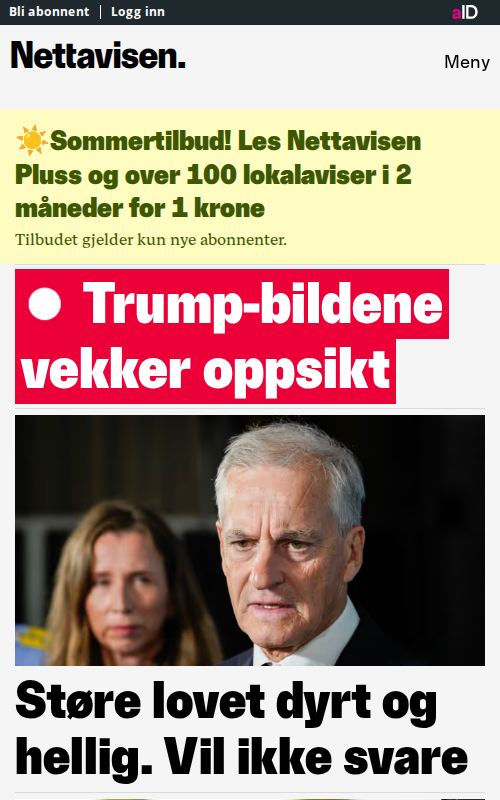 Bli abonnent | Logg inn
aID
Nettavisen.
Meny
☀️Sommertilbud! Les Nettavisen
Pluss og over 100 lokalaviser i 2
måneder for 1 krone
Tilbudet gjelder kun nye abonnenter.
Trump-bildene
vekker oppsikt
Støre lovet dyrt og
hellig. Vil ikke svare